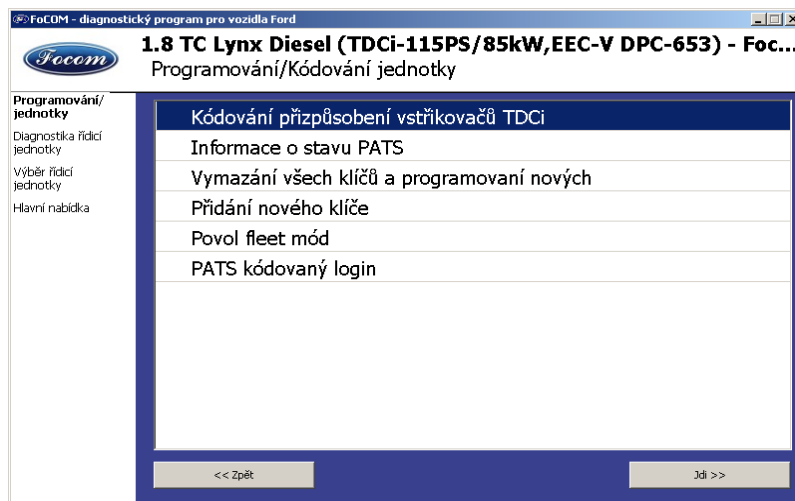 FoCOM - diagnostický program pro vozidla Ford
Focom
1.8 TC Lynx Diesel (TDCi-115PS/85kW,EEC-V DPC-653) - Foc...
Programování/Kódování jednotky
Programování/
jednotky
Diagnostika řídicí
jednotky
Výběr řídicí
jednotky
Hlavní nabídka
Kódování přizpůsobení vstřikovačů TDCi
Informace o stavu PATS
Vymazání všech klíčů a programovaní nových
Přidání nového klíče
Povol fleet mód
PATS kódovaný login
<< Zpět
Jdi >>